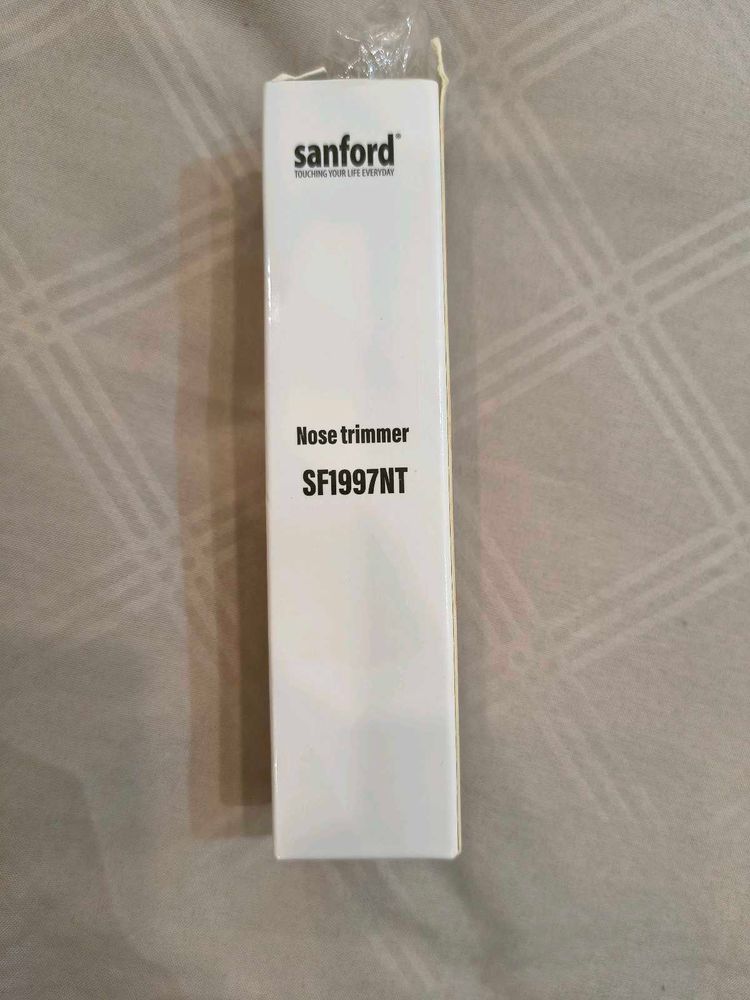 sanford®
TOUCHING YOUR LIFE EVERYDAY
Nose trimmer
SF1997NT